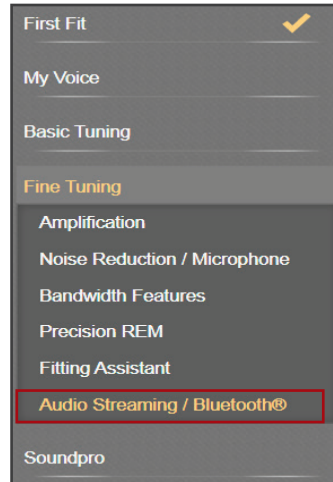 First Fit
My Voice
Basic Tuning
Fine Tuning
Amplification
Noise Reduction / Microphone
Bandwidth Features
Precision REM
Fitting Assistant
Audio Streaming / Bluetooth®
Soundpro